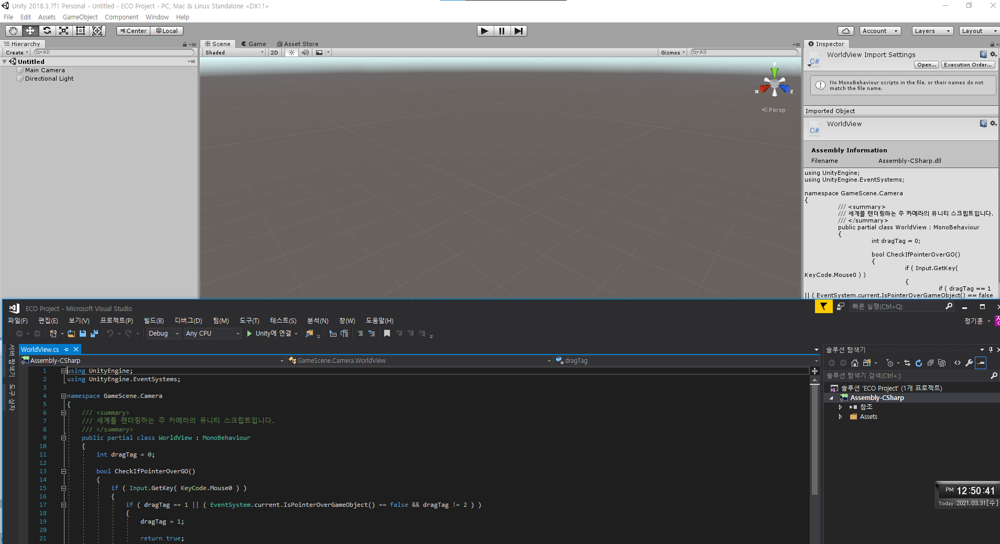 Unity 2018.3.7f1 Personal - Untitled - ECO Project - PC, Mac & Linux Standalone <DX11>
File Edit Assets GameObject Component Window Help
Center Local
Account Layers Layout
Hierarchy
Create All
Untitled
Main Camera
Directional Light
Scene Game Asset Store
Shaded 2D Gizmos All
y
x z
Persp
Inspector
WorldView Import Settings
C#
Open... Execution Order...
No MonoBehaviour scripts in the file, or their names do not
match the file name.
Imported Object
WorldView
C#
Assembly Information
Filename Assembly-CSharp.dll
using UnityEngine;
using UnityEngine.EventSystems;
namespace GameScene.Camera
{
/// <summary>
/// 세계를 렌더링하는 주 카메라의 유니티 스크립트입니다.
/// </summary>
public partial class WorldView : MonoBehaviour
{
int dragTag = 0;
bool CheckIfPointerOverGO()
{
if ( Input.GetKey(
KeyCode.Mouse0 ) )
{
if ( dragTag == 1
|| ( EventSystem.current.IsPointerOverGameObject() == false
ECO Project - Microsoft Visual Studio
빠른 실행(Ctrl+Q)
파일(F) 편집(E) 보기(V) 프로젝트(P) 빌드(B) 디버그(D) 팀(M) 도구(T) 테스트(S) 분석(N) 창(W) 도움말(H)
정기훈
Debug Any CPU Unity에 연결
서버 탐색기
도구 상자
WorldView.cs
Assembly-CSharp GameScene.Camera.WorldView dragTag
1 using UnityEngine;
2 using UnityEngine.EventSystems;
3
4 namespace GameScene.Camera
5 {
6 /// <summary>
7 /// 세계를 렌더링하는 주 카메라의 유니티 스크립트입니다.
8 /// </summary>
9 public partial class WorldView : MonoBehaviour
10 {
11 int dragTag = 0;
12
13 bool CheckIfPointerOverGO()
14 {
15 if ( Input.GetKey( KeyCode.Mouse0 ) )
16 {
17 if ( dragTag == 1 || ( EventSystem.current.IsPointerOverGameObject() == false && dragTag != 2 ) )
18 {
19 dragTag = 1;
20
21 return true;
솔루션 탐색기
솔루션 탐색기 검색(Ctrl+;)
솔루션 'ECO Project' (1개 프로젝트)
Assembly-CSharp
참조
Assets
PM 12:50:41
Today 2021.03.31[수]